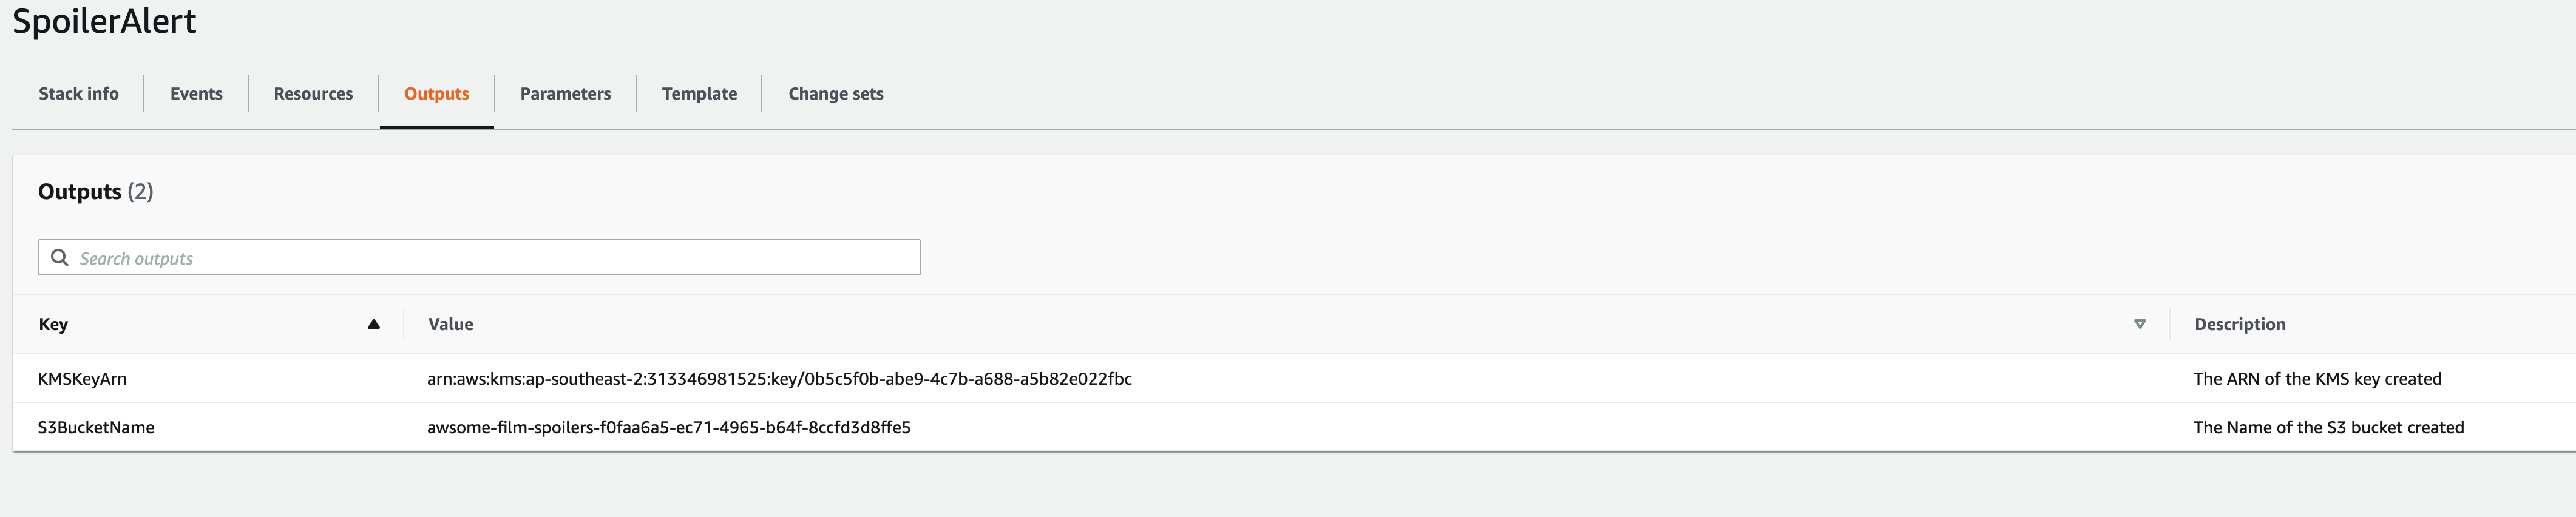 SpoilerAlert
Stack info Events Resources Outputs Parameters Template Change sets
Outputs (2)
Search outputs
Key Value Description
KMSKeyArn arn:aws:kms:ap-southeast-2:313346981525:key/0b5c5f0b-abe9-4c7b-a688-a5b82e022fbc The ARN of the KMS key created
S3BucketName awsome-film-spoilers-f0faa6a5-ec71-4965-b64f-8ccfd3d8ffe5 The Name of the S3 bucket created